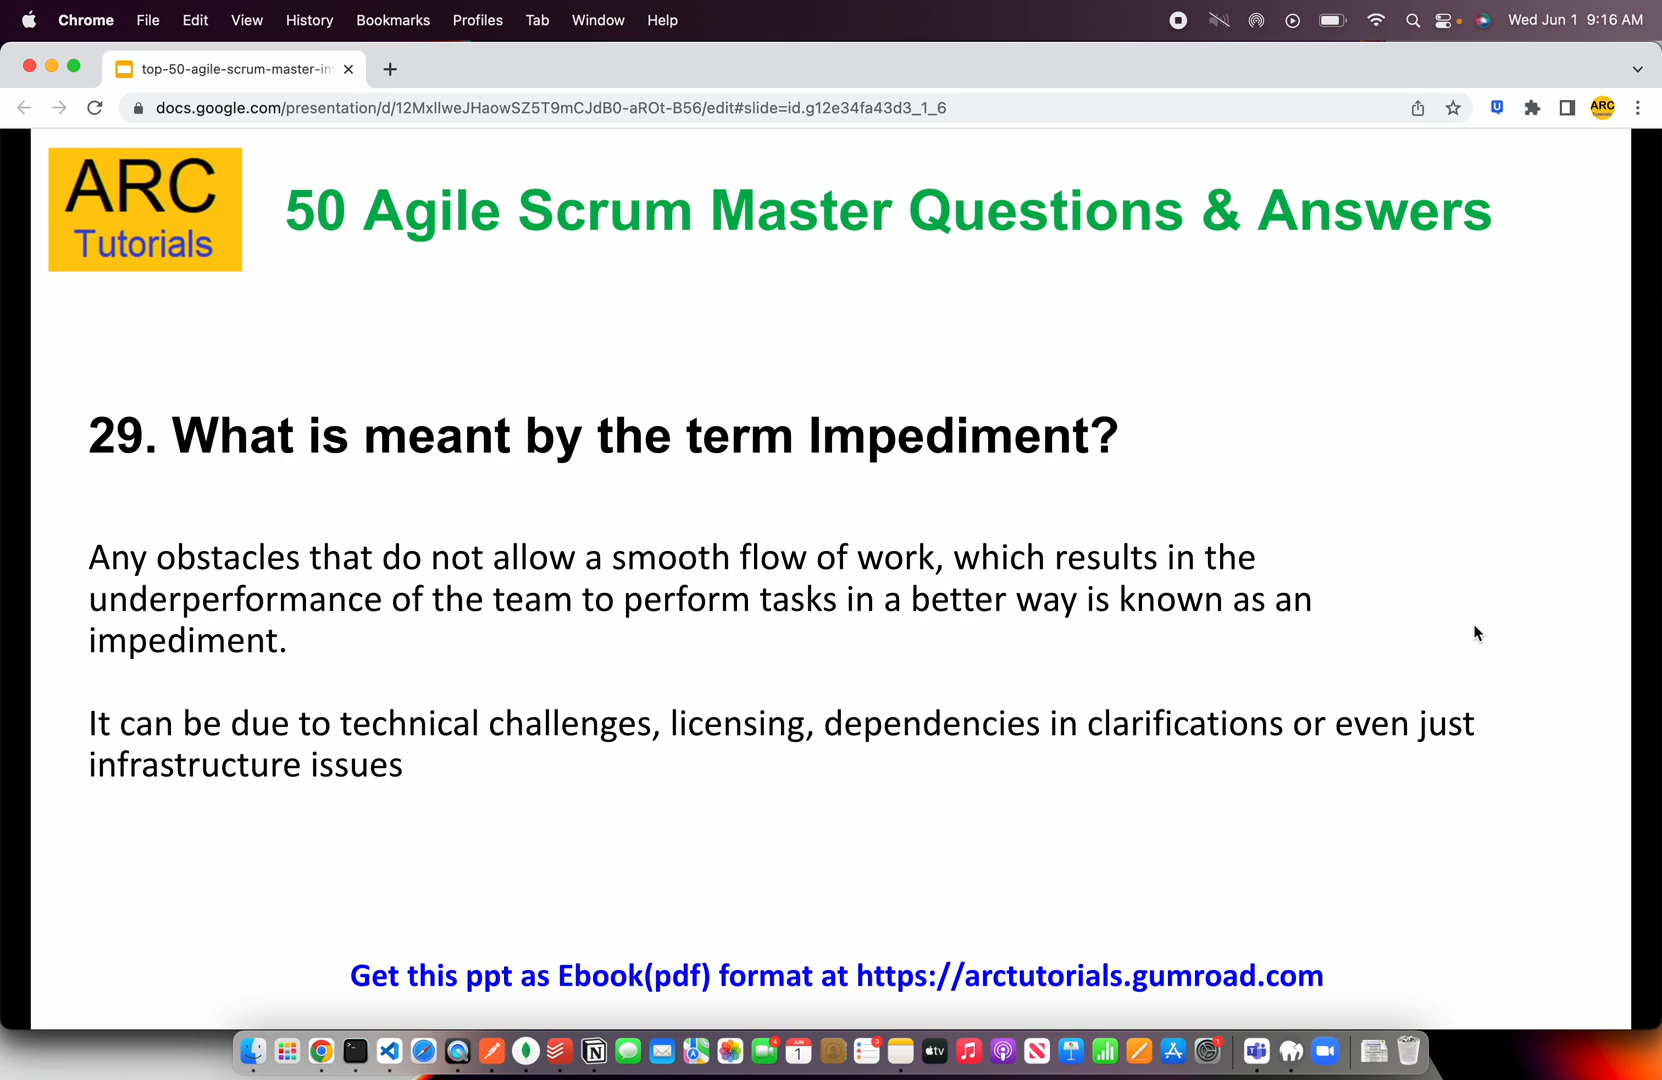 Chrome File Edit View History Bookmarks Profiles Tab Window Help Wed Jun 1 9:16 AM
top-50-agile-scrum-master-in
docs.google.com/presentation/d/12MxllweJHaowSZ5T9mCJdB0-aROt-B56/edit#slide=id.g12e34fa43d3_1_6
ARC
Tutorials
50 Agile Scrum Master Questions & Answers
29. What is meant by the term Impediment?
Any obstacles that do not allow a smooth flow of work, which results in the
underperformance of the team to perform tasks in a better way is known as an
impediment.
It can be due to technical challenges, licensing, dependencies in clarifications or even just
infrastructure issues
Get this ppt as Ebook(pdf) format at https://arctutorials.gumroad.com